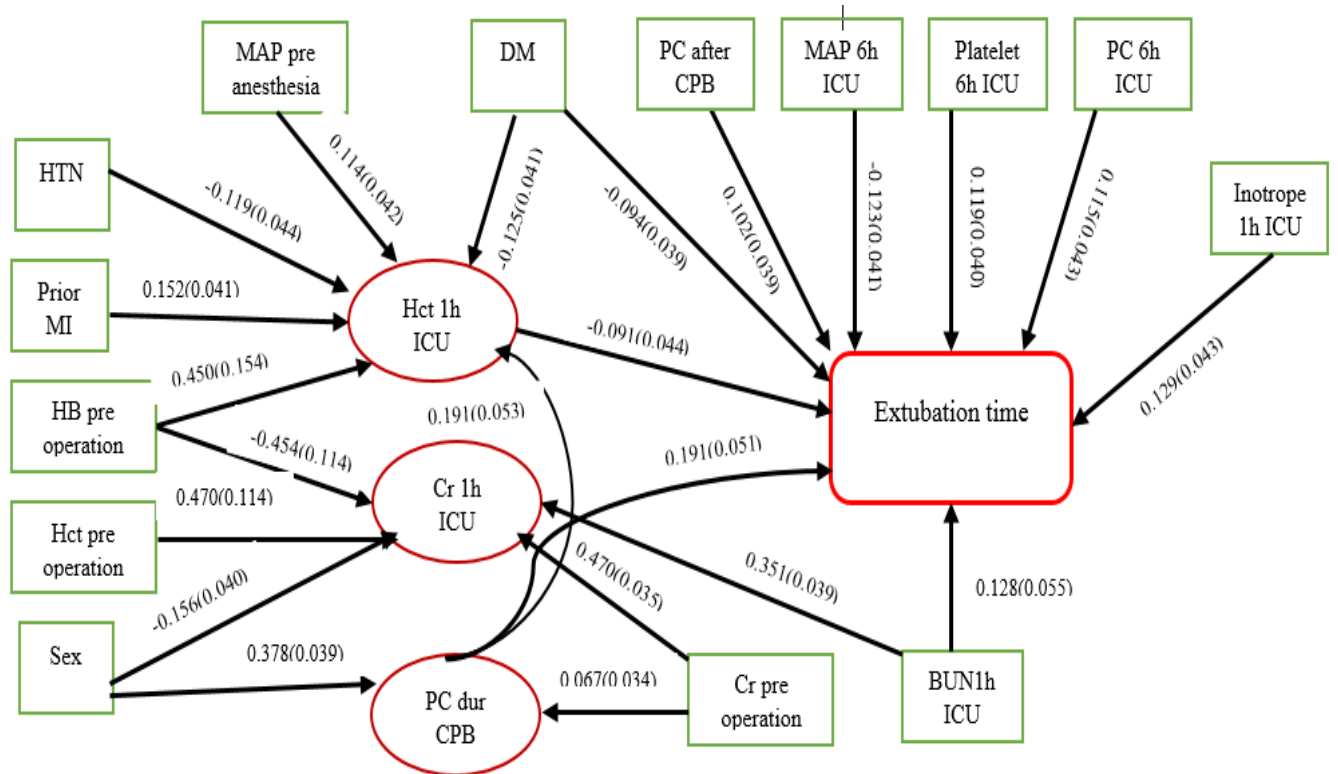 MAP pre
anesthesia
DM
PC after
CPB
MAP 6h
ICU
Platelet
6h ICU
PC 6h
ICU
HTN
Inotrope
1h ICU
Prior
MI
HB pre
operation
Hct pre
operation
Sex
Hct 1h
ICU
Cr 1h
ICU
PC dur
CPB
Cr pre
operation
BUN1h
ICU
Extubation time
0.114(0.042)
-0.119(0.044)
-0.125(0.041)
-0.094(0.039)
0.102(0.039)
-0.123(0.041)
0.119(0.040)
0.115(0.043)
0.129(0.043)
0.152(0.041)
0.450(0.154)
-0.091(0.044)
0.191(0.053)
-0.454(0.114)
0.191(0.051)
0.470(0.114)
-0.156(0.040)
0.470(0.035)
0.351(0.039)
0.128(0.055)
0.378(0.039)
0.067(0.034)